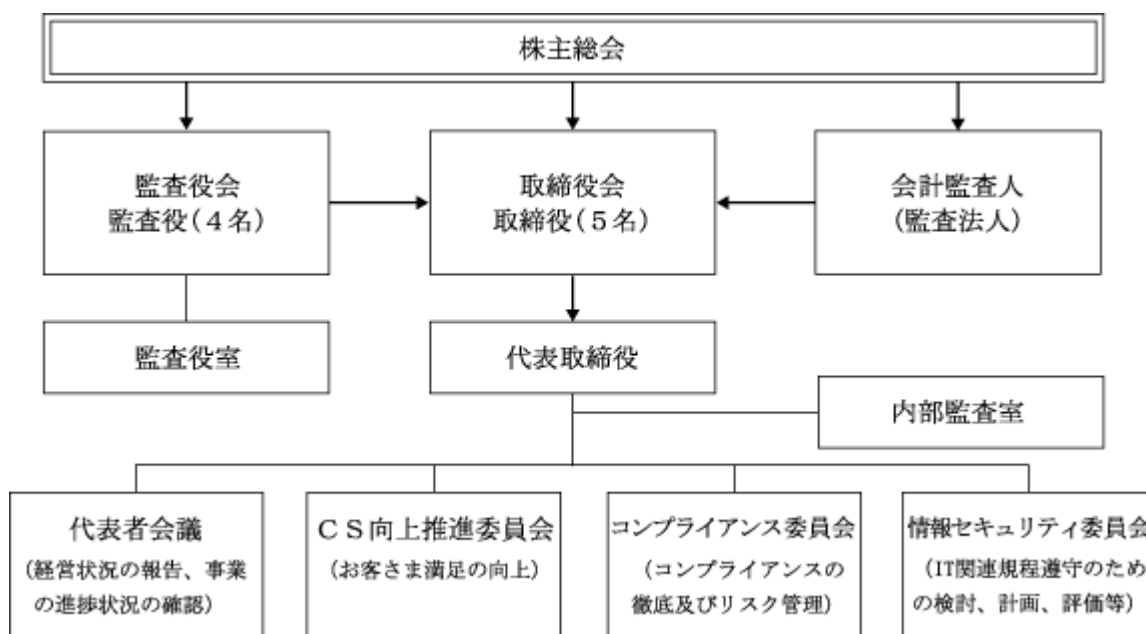 株主総会
監査役会
監査役(4名)
取締役会
取締役(5名)
会計監査人
(監査法人)
監査役室
代表取締役
内部監査室
代表者会議
(経営状況の報告、事業
の進捗状況の確認)
CS向上推進委員会
(お客さま満足の向上)
コンプライアンス委員会
(コンプライアンスの
徹底及びリスク管理)
情報セキュリティ委員会
(IT関連規程遵守のため
の検討、計画、評価等)